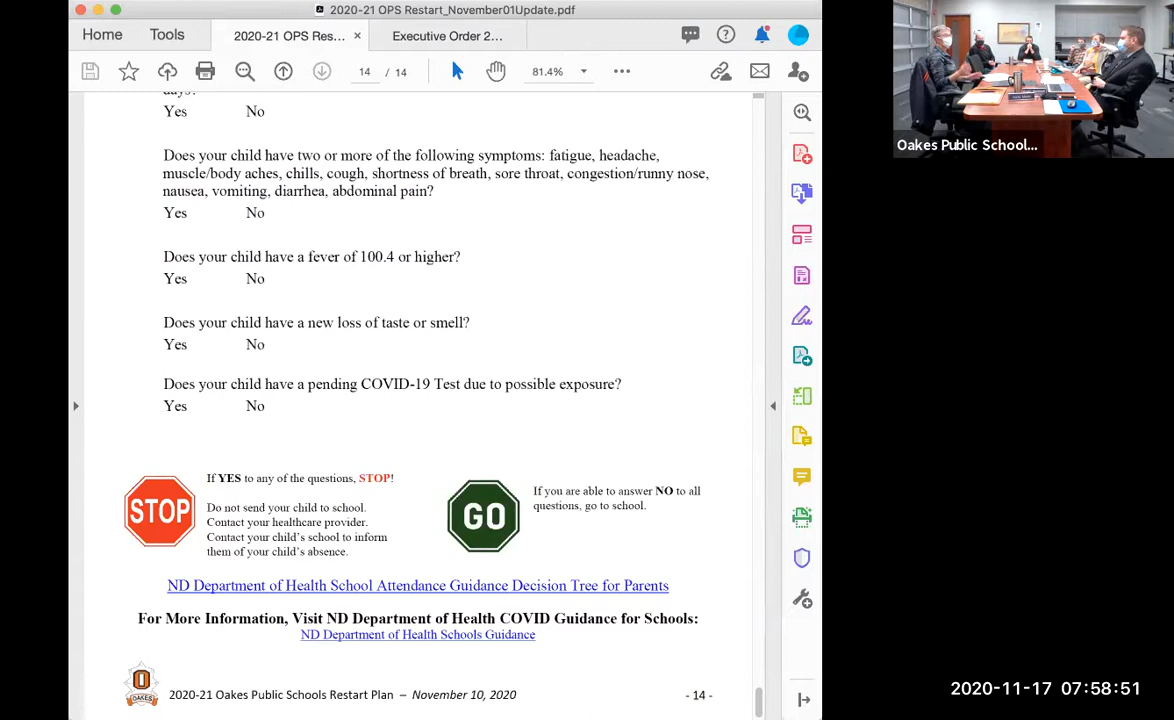 2020-21 OPS Restart_November01Update.pdf
Home
Tools
2020-21 OPS Res...
×
Executive Order 2...
14 / 14
81.4%
Yes No
Does your child have two or more of the following symptoms: fatigue, headache,
muscle/body aches, chills, cough, shortness of breath, sore throat, congestion/runny nose,
nausea, vomiting, diarrhea, abdominal pain?
Yes No
Does your child have a fever of 100.4 or higher?
Yes No
Does your child have a new loss of taste or smell?
Yes No
Does your child have a pending COVID-19 Test due to possible exposure?
Yes No
STOP
If YES to any of the questions, STOP!
Do not send your child to school.
Contact your healthcare provider.
Contact your child's school to inform
them of your child's absence.
GO
If you are able to answer NO to all
questions, go to school.
ND Department of Health School Attendance Guidance Decision Tree for Parents
For More Information, Visit ND Department of Health COVID Guidance for Schools:
ND Department of Health Schools Guidance
OAKES
2020-21 Oakes Public Schools Restart Plan – November 10, 2020
- 14 -
Oakes Public School...
2020-11-17 07:58:51